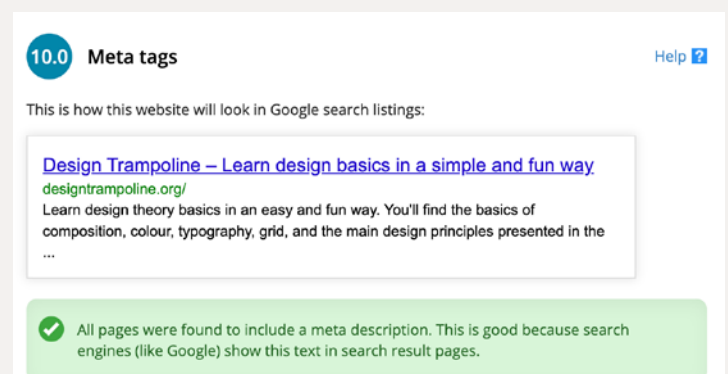 10.0 Meta tags Help ?
This is how this website will look in Google search listings:
Design Trampoline – Learn design basics in a simple and fun way
designtrampoline.org/
Learn design theory basics in an easy and fun way. You'll find the basics of
composition, colour, typography, grid, and the main design principles presented in the
...
All pages were found to include a meta description. This is good because search
engines (like Google) show this text in search result pages.